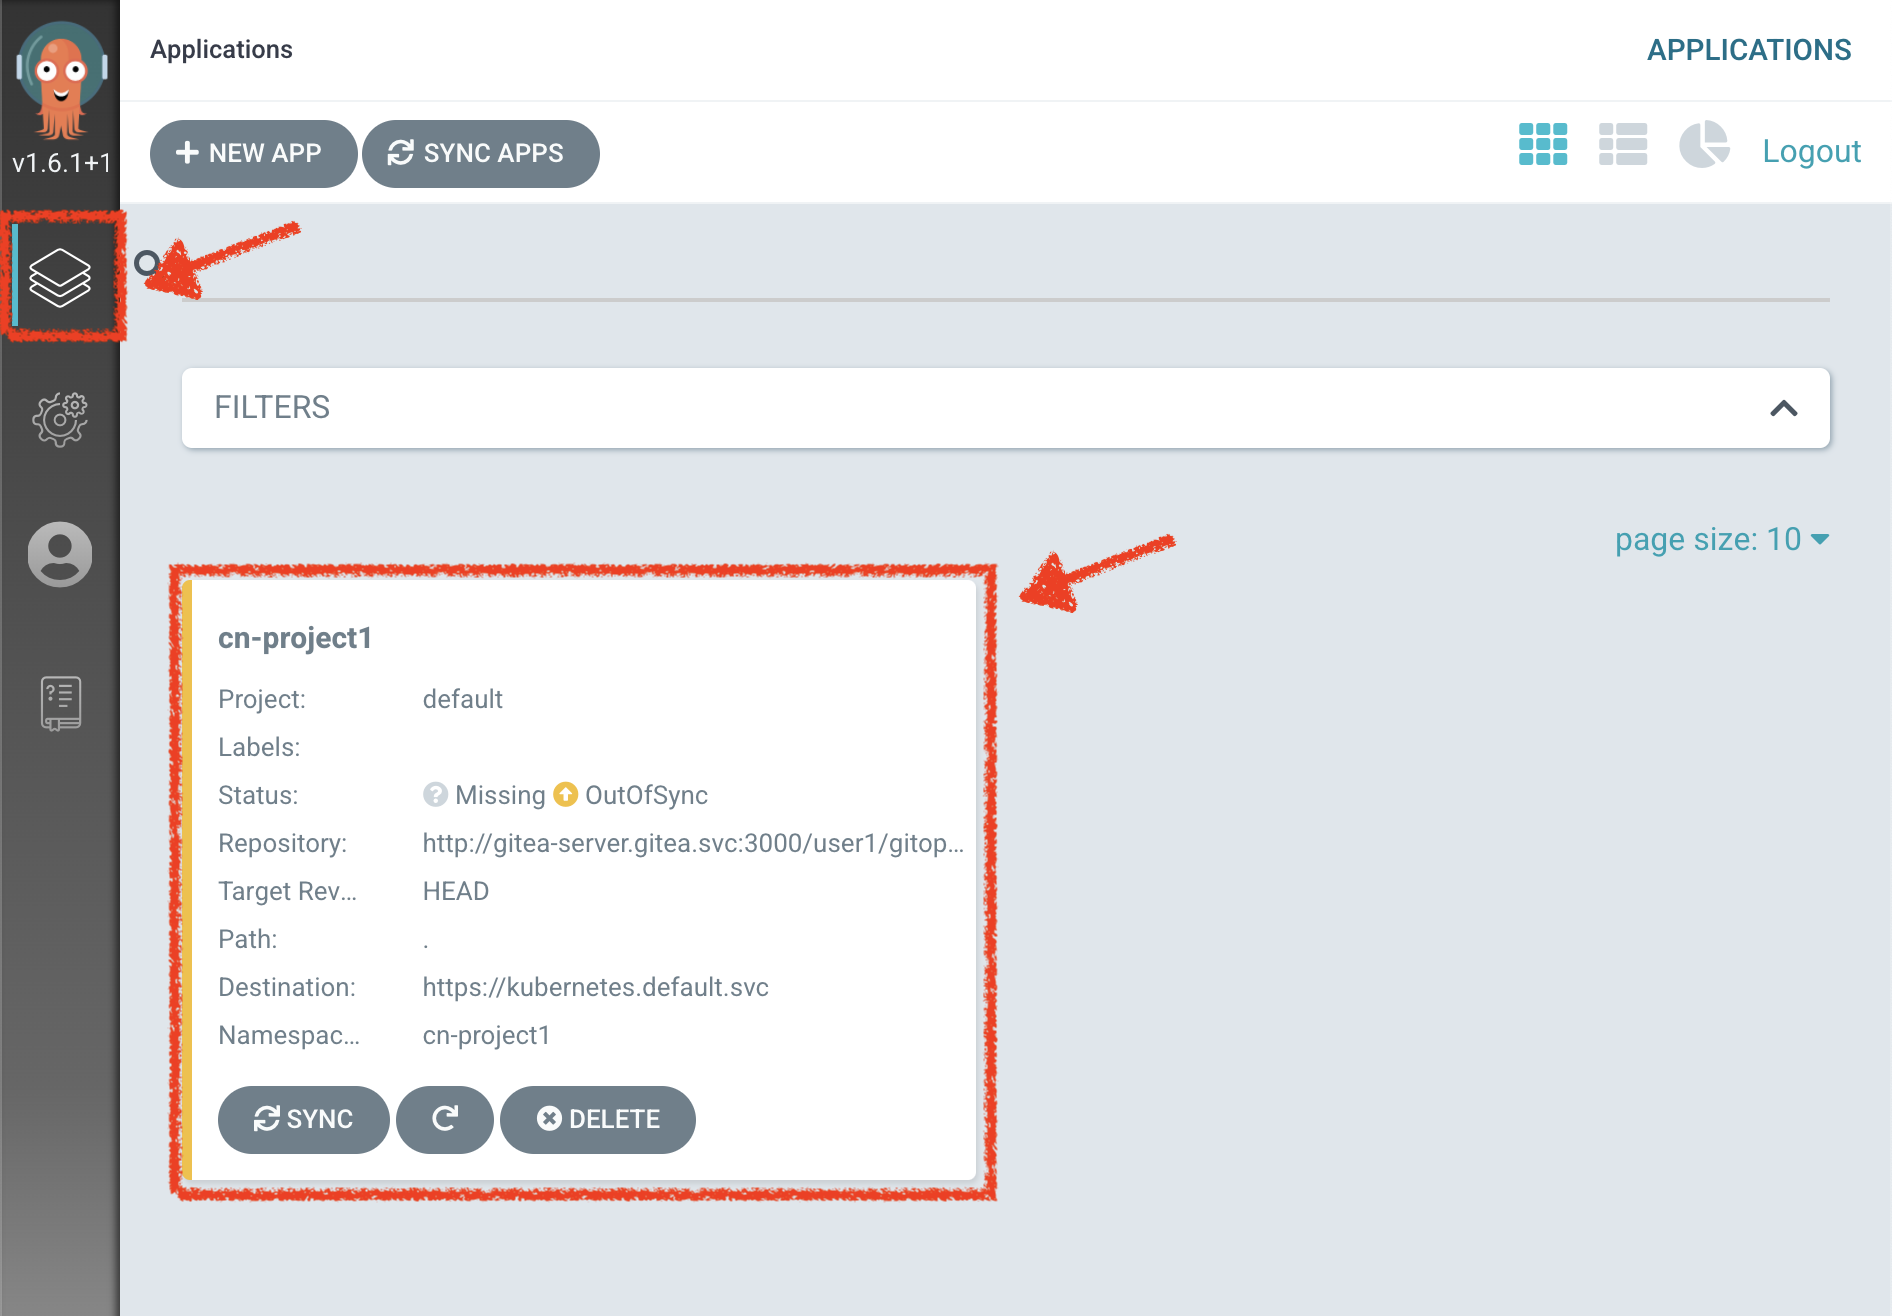 Applications
APPLICATIONS
v1.6.1+1
NEW APP
SYNC APPS
Logout
FILTERS
page size: 10
cn-project1
Project: default
Labels:
Status: Missing OutOfSync
Repository: http://gitea-server.gitea.svc:3000/user1/gitop...
Target Rev... HEAD
Path: .
Destination: https://kubernetes.default.svc
Namespac... cn-project1
SYNC
DELETE